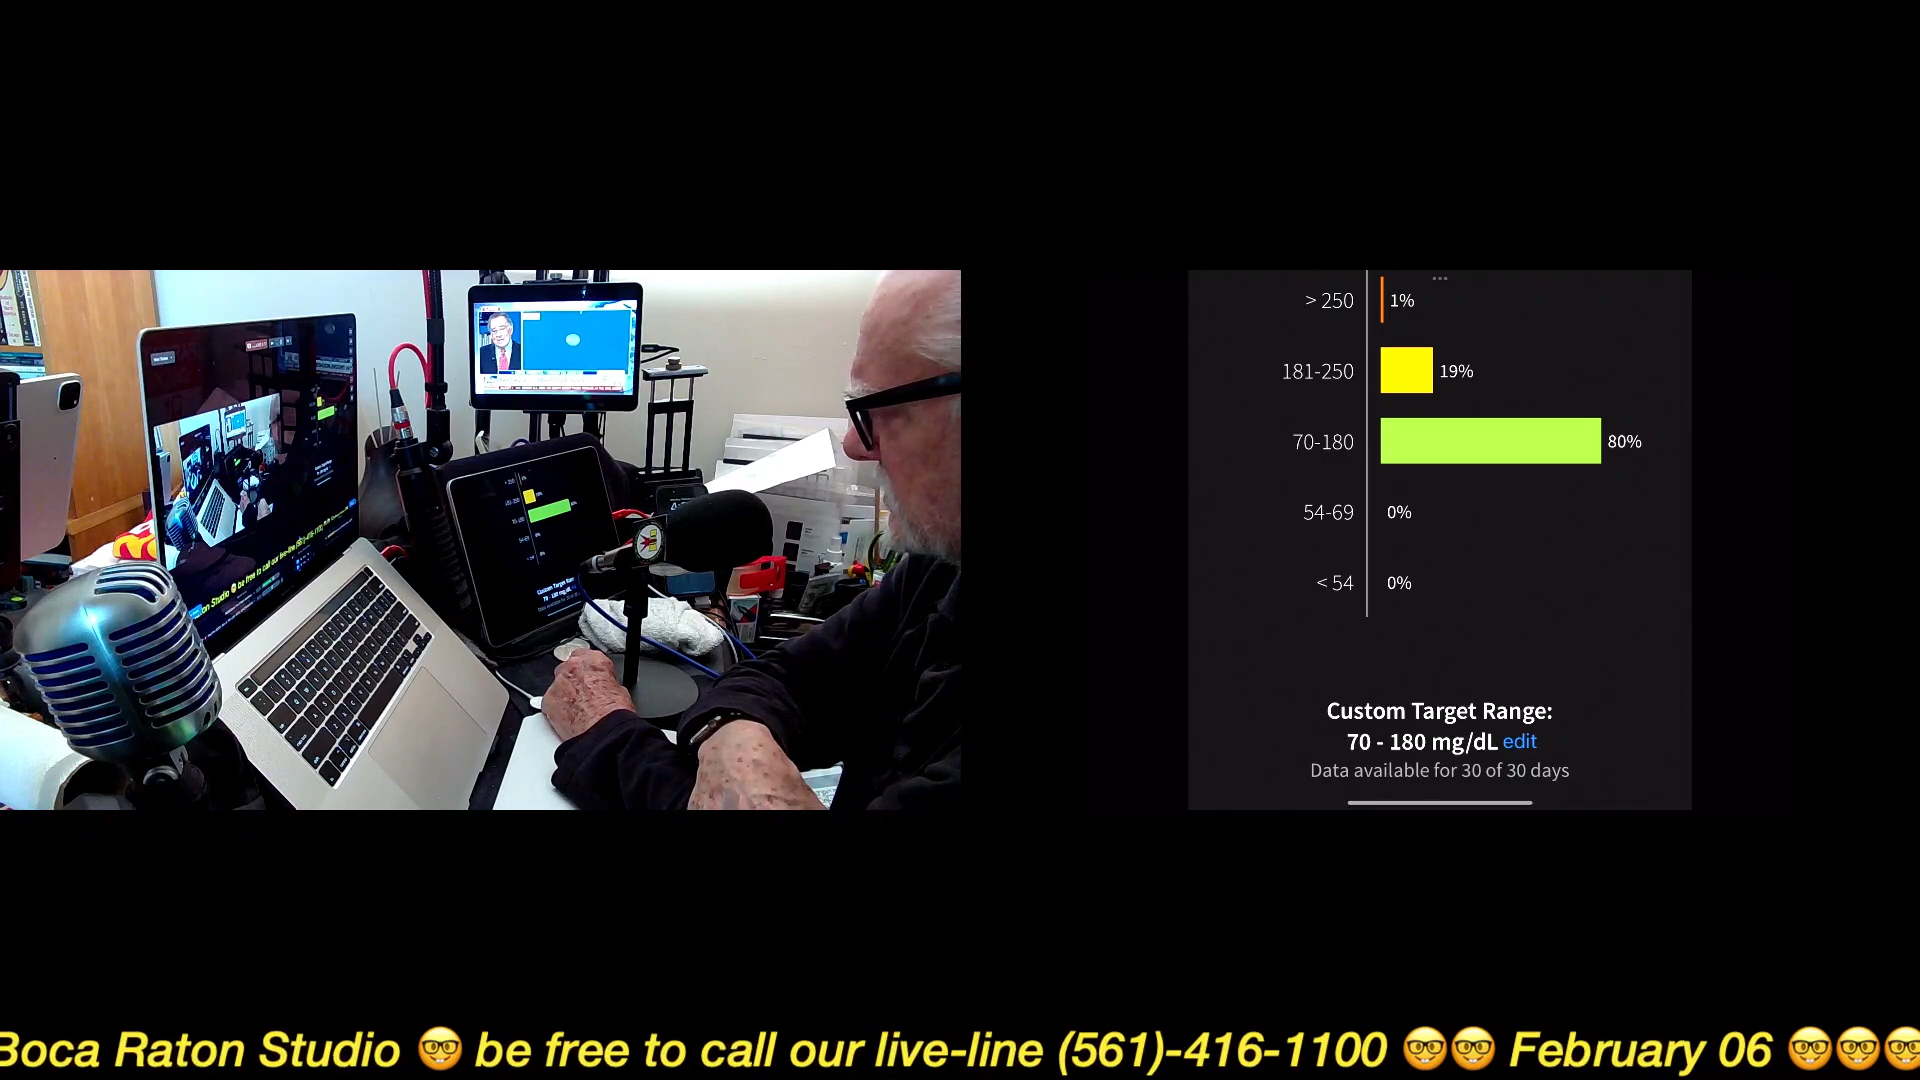 > 250 1%
181-250 19%
70-180 80%
54-69 0%
< 54 0%
Custom Target Range:
70 - 180 mg/dL edit
Data available for 30 of 30 days
Boca Raton Studio 🤓 be free to call our live-line (561)-416-1100 🤓🤓 February 06 🤓🤓🤓